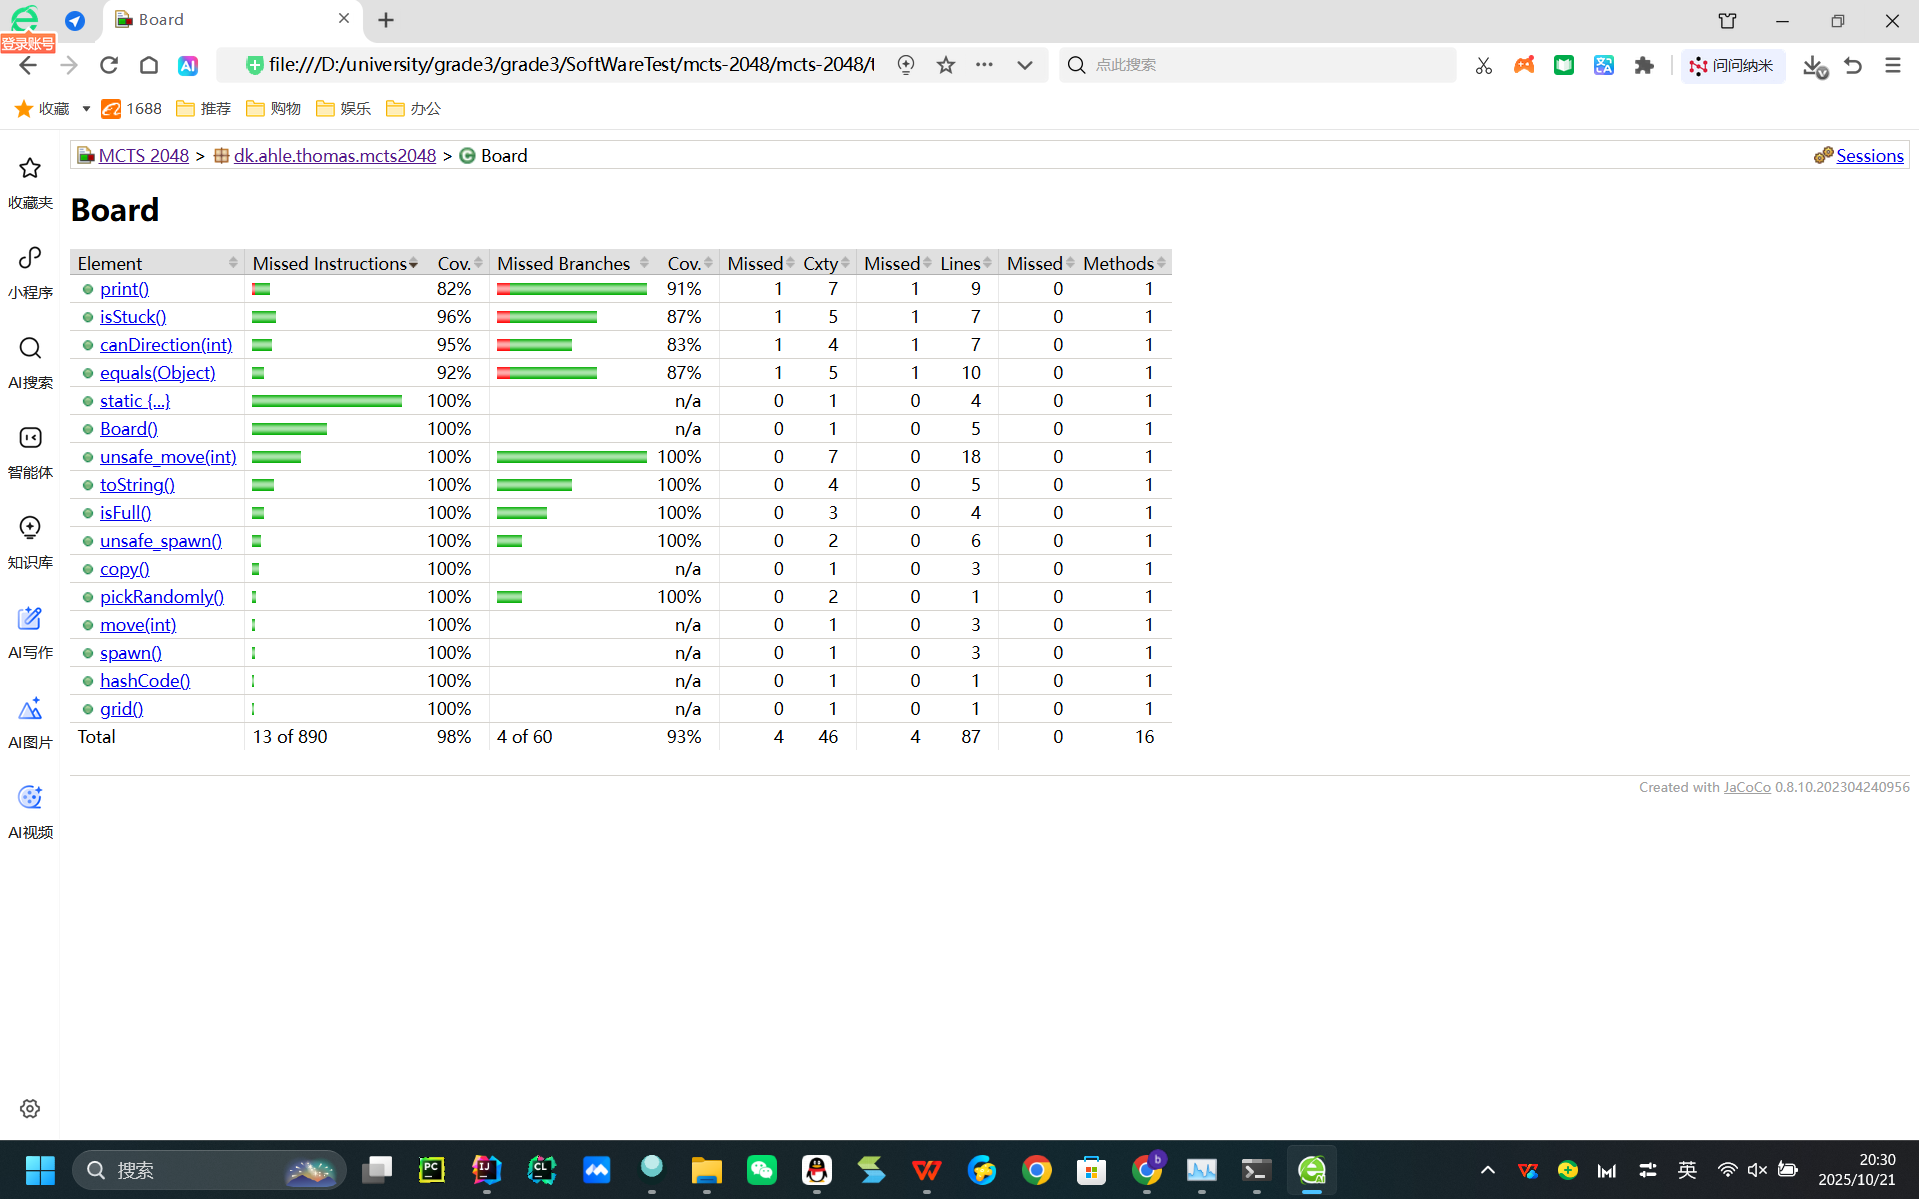 Board
登录账号
file:///D:/university/grade3/grade3/SoftWareTest/mcts-2048/mcts-2048/t
点此搜索
问问纳米
收藏 1688 推荐 购物 娱乐 办公
MCTS 2048 > dk.ahle.thomas.mcts2048 > Board Sessions
收藏夹
小程序
AI搜索
智能体
知识库
AI写作
AI图片
AI视频
Board
Element Missed Instructions Cov. Missed Branches Cov. Missed Cxty Missed Lines Missed Methods
print() 82% 91% 1 7 1 9 0 1
isStuck() 96% 87% 1 5 1 7 0 1
canDirection(int) 95% 83% 1 4 1 7 0 1
equals(Object) 92% 87% 1 5 1 10 0 1
static {...} 100% n/a 0 1 0 4 0 1
Board() 100% n/a 0 1 0 5 0 1
unsafe_move(int) 100% 100% 0 7 0 18 0 1
toString() 100% 100% 0 4 0 5 0 1
isFull() 100% 100% 0 3 0 4 0 1
unsafe_spawn() 100% 100% 0 2 0 6 0 1
copy() 100% n/a 0 1 0 3 0 1
pickRandomly() 100% 100% 0 2 0 1 0 1
move(int) 100% n/a 0 1 0 3 0 1
spawn() 100% n/a 0 1 0 3 0 1
hashCode() 100% n/a 0 1 0 1 0 1
grid() 100% n/a 0 1 0 1 0 1
Total 13 of 890 98% 4 of 60 93% 4 46 4 87 0 16
Created with JaCoCo 0.8.10.202304240956
搜索
英
20:30
2025/10/21